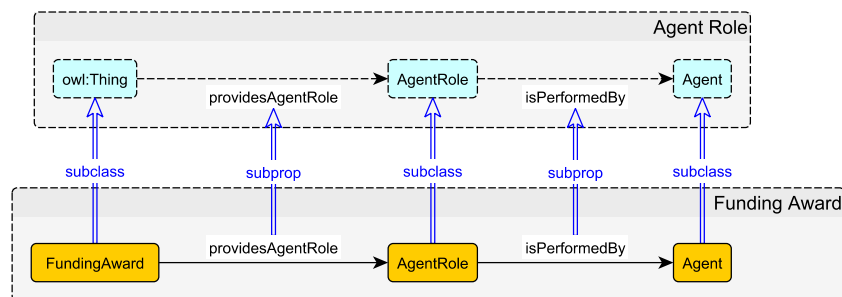 Agent Role
owl:Thing
AgentRole
Agent
providesAgentRole
isPerformedBy
subclass
subprop
subclass
subprop
subclass
Funding Award
providesAgentRole
isPerformedBy
FundingAward
AgentRole
Agent